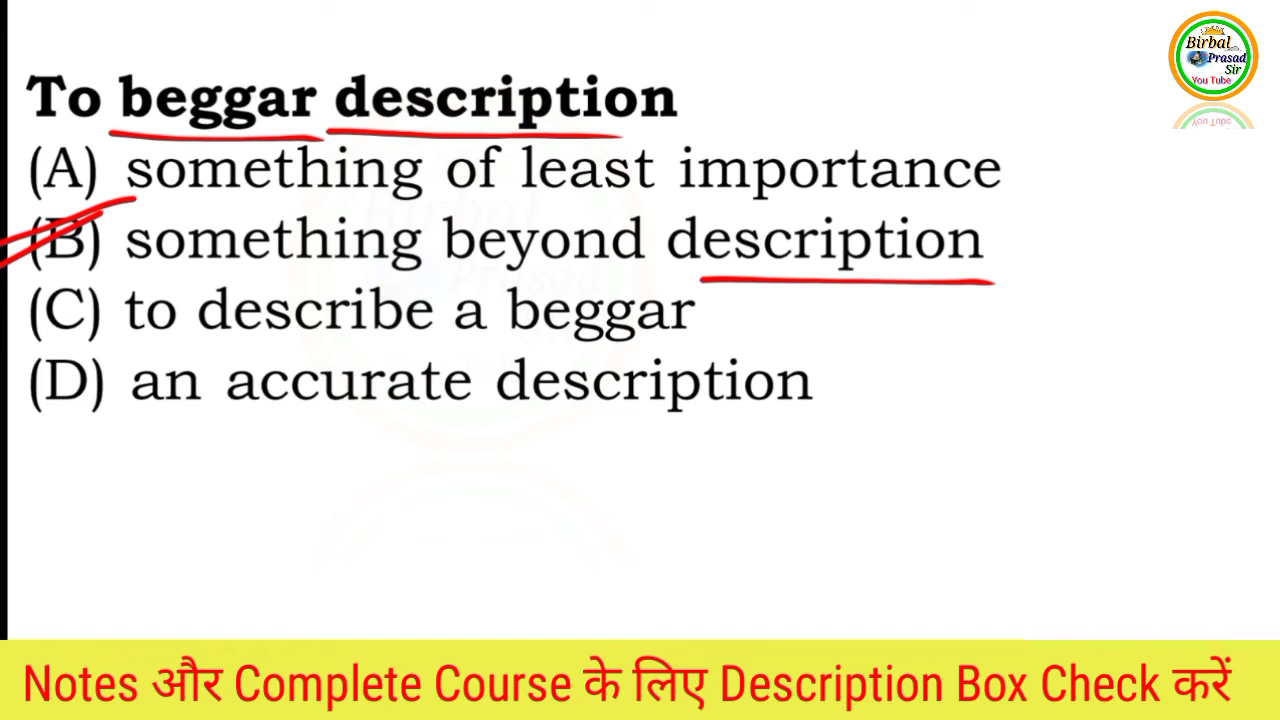 Birbal
Prasad
Sir
You Tube
To beggar description
(A) something of least importance
(B) something beyond description
(C) to describe a beggar
(D) an accurate description
Notes और Complete Course के लिए Description Box Check करें